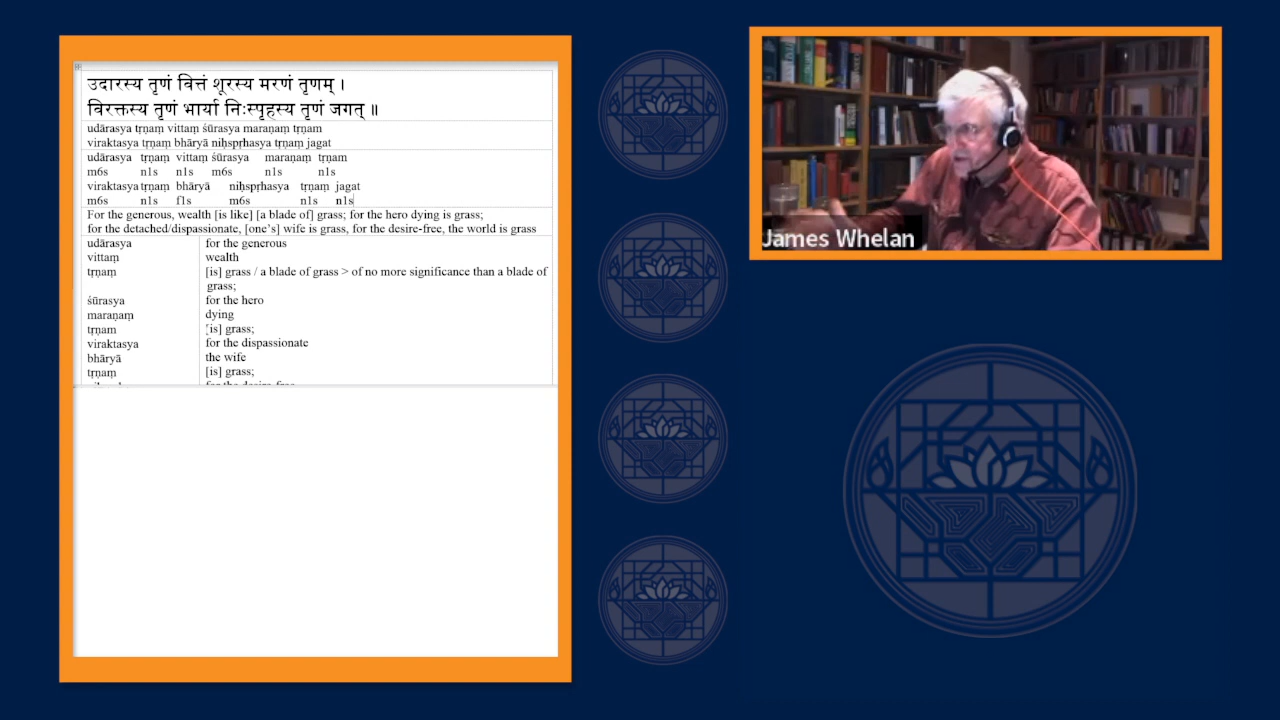 उदारस्य तृणं वित्तं शूरस्य मरणं तृणम् ।
विरक्तस्य तृणं भार्या निःस्पृहस्य तृणं जगत् ॥
udārasya tṛṇaṃ vittaṃ śūrasya maraṇaṃ tṛṇam
viraktasya tṛṇaṃ bhāryā niḥspṛhasya tṛṇaṃ jagat
udārasya tṛṇaṃ vittaṃ śūrasya maraṇaṃ tṛṇam
m6s n1s n1s m6s n1s n1s
viraktasya tṛṇaṃ bhāryā niḥspṛhasya tṛṇaṃ jagat
m6s n1s f1s m6s n1s n1s
For the generous, wealth [is like] [a blade of] grass; for the hero dying is grass;
for the detached/dispassionate, [one's] wife is grass, for the desire-free, the world is grass
udārasya for the generous
vittaṃ wealth
tṛṇaṃ [is] grass / a blade of grass > of no more significance than a blade of
grass;
śūrasya for the hero
maraṇaṃ dying
tṛṇam [is] grass;
viraktasya for the dispassionate
bhāryā the wife
tṛṇaṃ [is] grass;
James Whelan